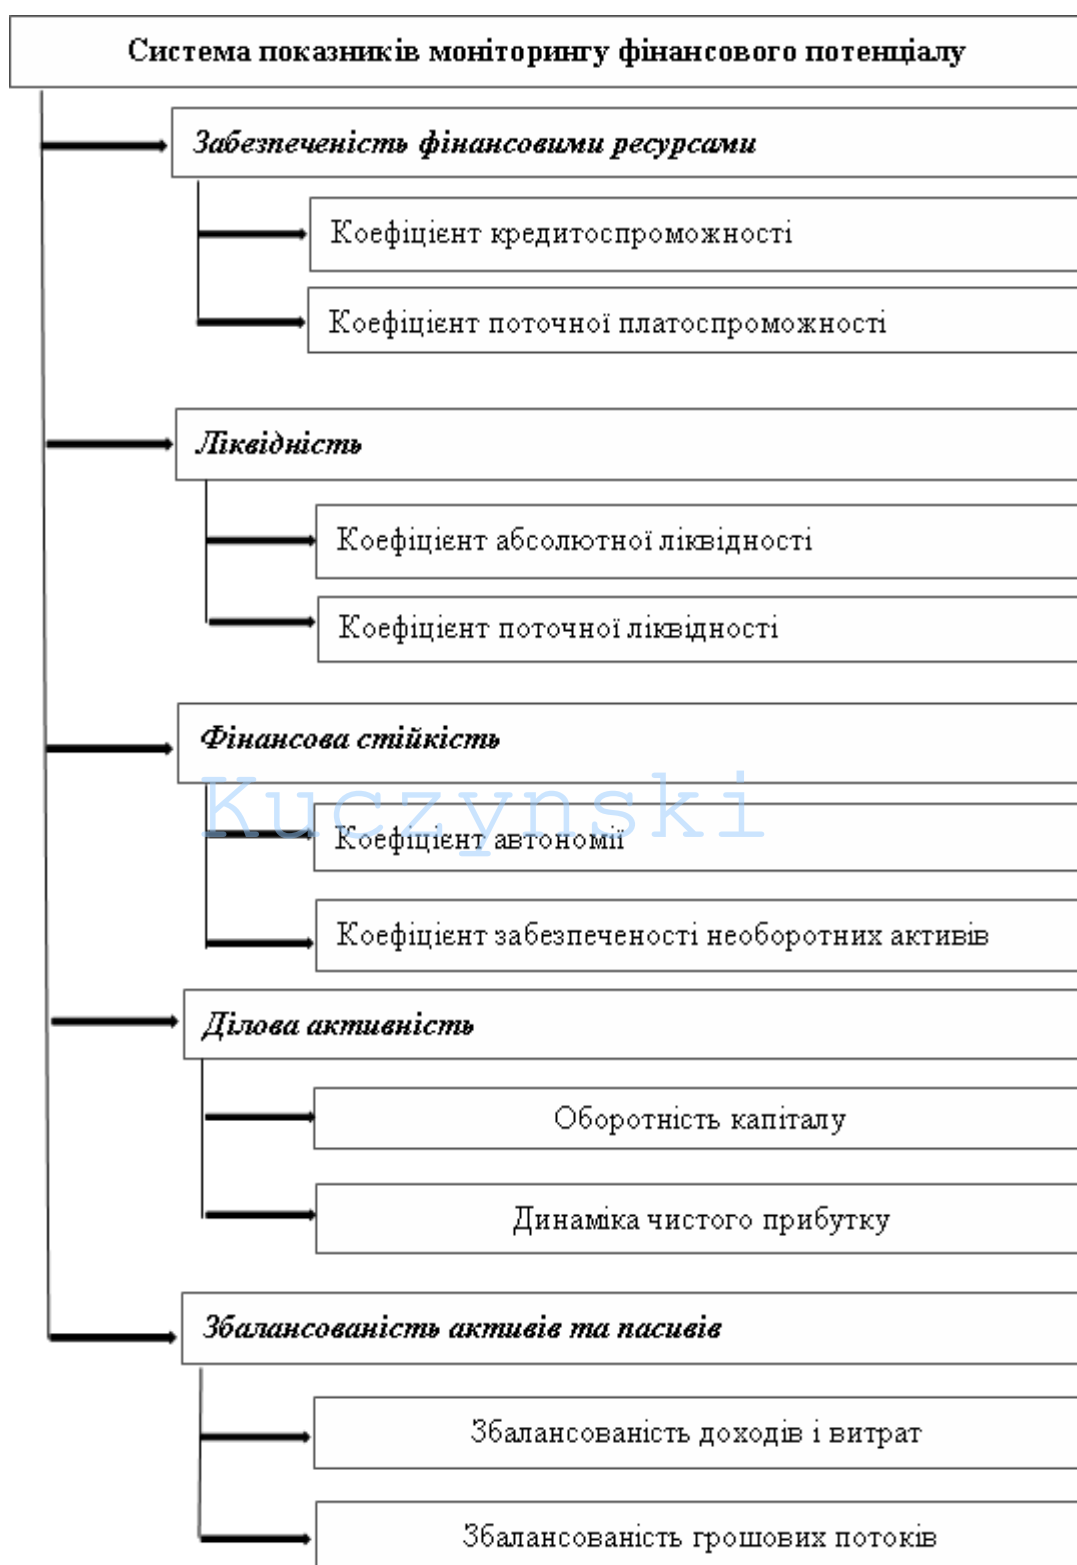 Система показників моніторингу фінансового потенціалу
Забезпеченість фінансовими ресурсами
Коефіцієнт кредитоспроможності
Коефіцієнт поточної платоспроможності
Ліквідність
Коефіцієнт абсолютної ліквідності
Коефіцієнт поточної ліквідності
Фінансова стійкість
Kuczynski
Коефіцієнт автономії
Коефіцієнт забезпеченості необоротних активів
Ділова активність
Оборотність капіталу
Динаміка чистого прибутку
Збалансованість активів та пасивів
Збалансованість доходів і витрат
Збалансованість грошових потоків